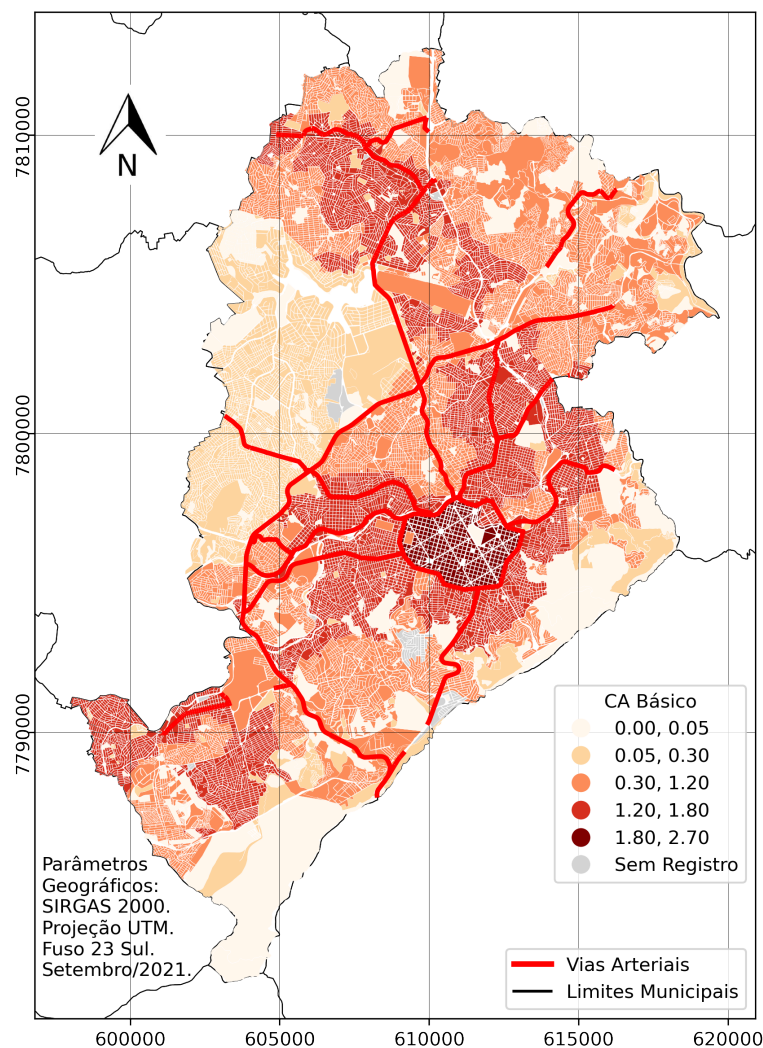 7810000
N
7800000
7790000
CA Básico
0.00, 0.05
0.05, 0.30
0.30, 1.20
1.20, 1.80
1.80, 2.70
Sem Registro
Parâmetros
Geográficos:
SIRGAS 2000.
Projeção UTM.
Fuso 23 Sul.
Setembro/2021.
Vias Arteriais
Limites Municipais
600000 605000 610000 615000 620000